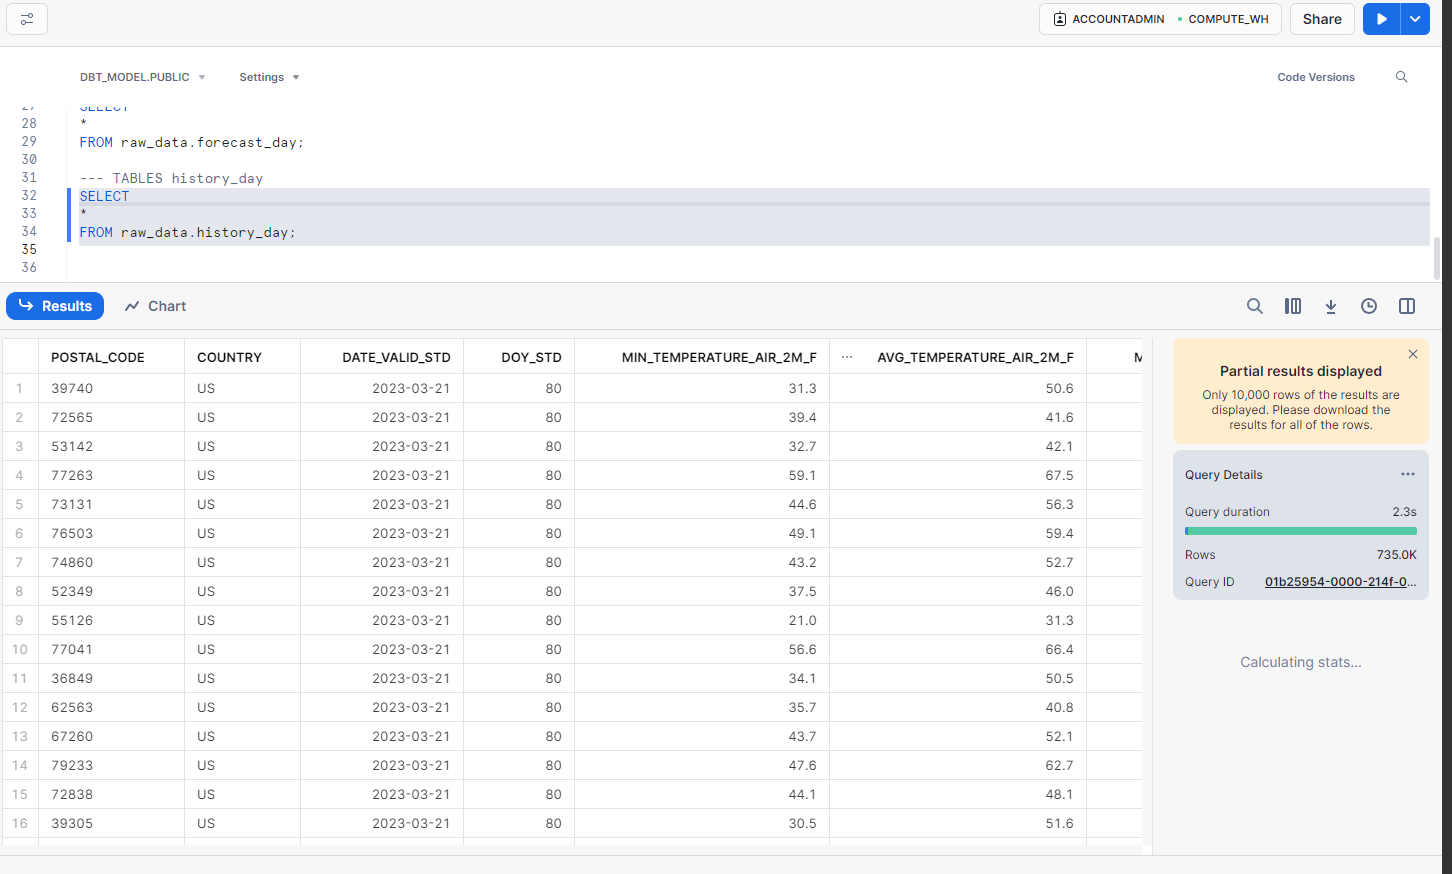 ACCOUNTADMIN COMPUTE_WH Share
DBT_MODEL.PUBLIC Settings Code Versions
27 SELECT
28 *
29 FROM raw_data.forecast_day;
30
31 --- TABLES history_day
32 SELECT
33 *
34 FROM raw_data.history_day;
35
36
Results Chart
POSTAL_CODE COUNTRY DATE_VALID_STD DOY_STD MIN_TEMPERATURE_AIR_2M_F ... AVG_TEMPERATURE_AIR_2M_F M
1 39740 US 2023-03-21 80 31.3 50.6
2 72565 US 2023-03-21 80 39.4 41.6
3 53142 US 2023-03-21 80 32.7 42.1
4 77263 US 2023-03-21 80 59.1 67.5
5 73131 US 2023-03-21 80 44.6 56.3
6 76503 US 2023-03-21 80 49.1 59.4
7 74860 US 2023-03-21 80 43.2 52.7
8 52349 US 2023-03-21 80 37.5 46.0
9 55126 US 2023-03-21 80 21.0 31.3
10 77041 US 2023-03-21 80 56.6 66.4
11 36849 US 2023-03-21 80 34.1 50.5
12 62563 US 2023-03-21 80 35.7 40.8
13 67260 US 2023-03-21 80 43.7 52.1
14 79233 US 2023-03-21 80 47.6 62.7
15 72838 US 2023-03-21 80 44.1 48.1
16 39305 US 2023-03-21 80 30.5 51.6
Partial results displayed
Only 10,000 rows of the results are
displayed. Please download the
results for all of the rows.
Query Details ...
Query duration 2.3s
Rows 735.0K
Query ID 01b25954-0000-214f-0...
Calculating stats...